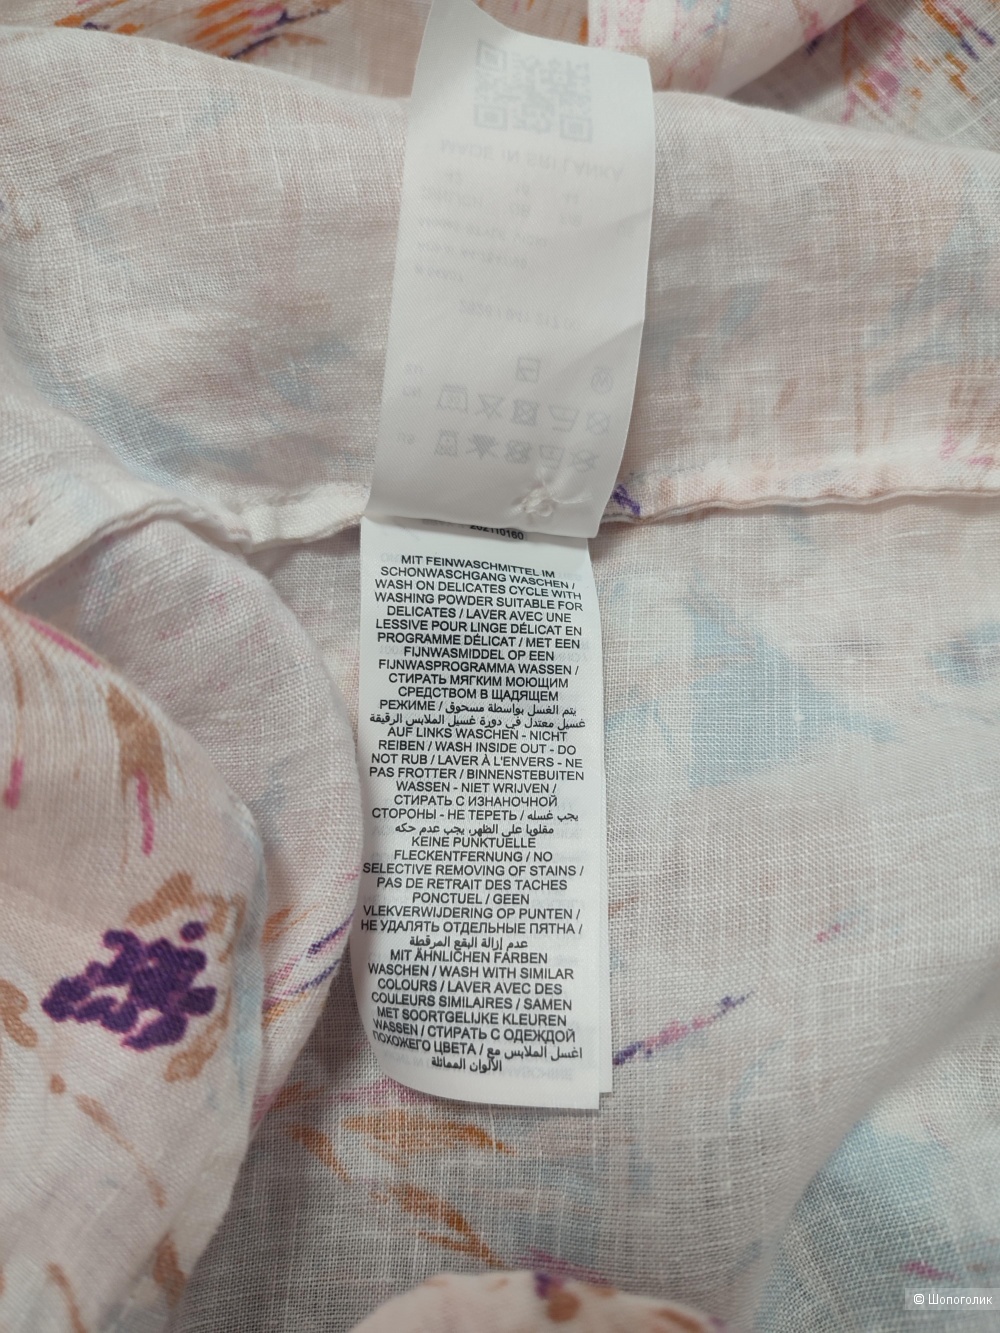 MADE IN SRI LANKA
202110160
MIT FEINWASCHMITTEL IM
SCHONWASCHGANG WASCHEN /
WASH ON DELICATES CYCLE WITH
WASHING POWDER SUITABLE FOR
DELICATES / LAVER AVEC UNE
LESSIVE POUR LINGE DÉLICAT EN
PROGRAMME DÉLICAT / MET EEN
FIJNWASMIDDEL OP EEN
FIJNWASPROGRAMMA WASSEN /
СТИРАТЬ МЯГКИМ МОЮЩИМ
СРЕДСТВОМ В ЩАДЯЩЕМ
РЕЖИМЕ / يتم الغسل بواسطة مسحوق
غسيل معتدل في دورة غسيل الملابس الرقيقة
AUF LINKS WASCHEN - NICHT
REIBEN / WASH INSIDE OUT - DO
NOT RUB / LAVER À L'ENVERS - NE
PAS FROTTER / BINNENSTEBUITEN
WASSEN - NIET WRIJVEN /
СТИРАТЬ С ИЗНАНОЧНОЙ
СТОРОНЫ - НЕ ТЕРЕТЬ / يجب غسله
مقلوبا على الظهر، يجب عدم حكه
KEINE PUNKTUELLE
FLECKENTFERNUNG / NO
SELECTIVE REMOVING OF STAINS /
PAS DE RETRAIT DES TACHES
PONCTUEL / GEEN
VLEKVERWIJDERING OP PUNTEN /
НЕ УДАЛЯТЬ ОТДЕЛЬНЫЕ ПЯТНА /
عدم إزالة البقع المرقطة
MIT ÄHNLICHEN FARBEN
WASCHEN / WASH WITH SIMILAR
COLOURS / LAVER AVEC DES
COULEURS SIMILAIRES / SAMEN
MET SOORTGELIJKE KLEUREN
WASSEN / СТИРАТЬ С ОДЕЖДОЙ
ПОХОЖЕГО ЦВЕТА / اغسل الملابس مع
الألوان المماثلة
© Шопоголик